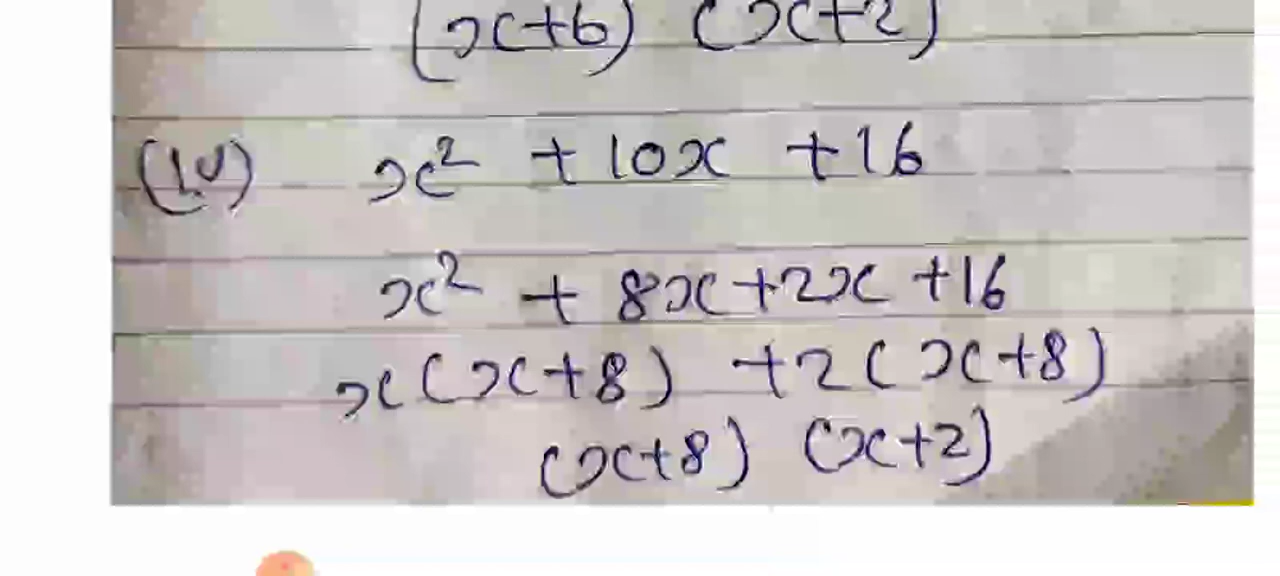 (x+6) (x+2)
(iv) x² + 10x + 16
x² + 8x + 2x + 16
x(x+8) + 2(x+8)
(x+8) (x+2)